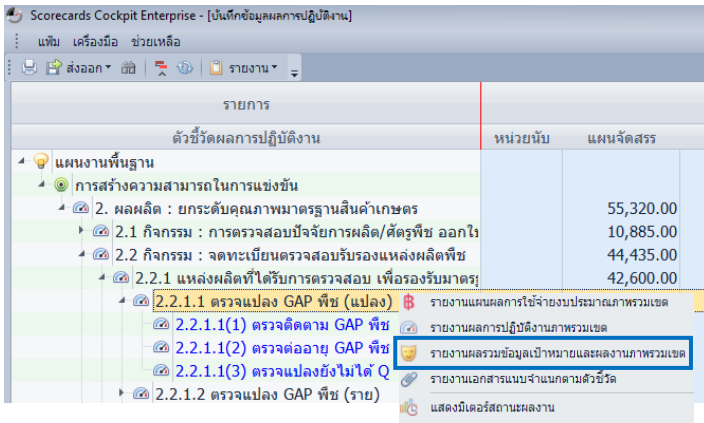 Scorecards Cockpit Enterprise - [บันทึกข้อมูลผลการปฏิบัติงาน]
แฟ้ม เครื่องมือ ช่วยเหลือ
ส่งออก รายงาน
รายการ
ตัวชี้วัดผลการปฏิบัติงาน หน่วยนับ แผนจัดสรร
แผนงานพื้นฐาน
การสร้างความสามารถในการแข่งขัน
2. ผลผลิต : ยกระดับคุณภาพมาตรฐานสินค้าเกษตร 55,320.00
2.1 กิจกรรม : การตรวจสอบปัจจัยการผลิต/ศัตรูพืช ออกใ 10,885.00
2.2 กิจกรรม : จดทะเบียนตรวจสอบรับรองแหล่งผลิตพืช 44,435.00
2.2.1 แหล่งผลิตที่ได้รับการตรวจสอบ เพื่อรองรับมาตร 42,600.00
2.2.1.1 ตรวจแปลง GAP พืช (แปลง) รายงานแผนผลการใช้จ่ายงบประมาณภาพรวมเขต
2.2.1.1(1) ตรวจติดตาม GAP พืช รายงานผลการปฏิบัติงานภาพรวมเขต
2.2.1.1(2) ตรวจต่ออายุ GAP พืช รายงานผลรวมข้อมูลเป้าหมายและผลงานภาพรวมเขต
2.2.1.1(3) ตรวจแปลงยังไม่ได้ Q รายงานเอกสารแนบจำแนกตามตัวชี้วัด
2.2.1.2 ตรวจแปลง GAP พืช (ราย) แสดงมิเตอร์สถานะผลงาน